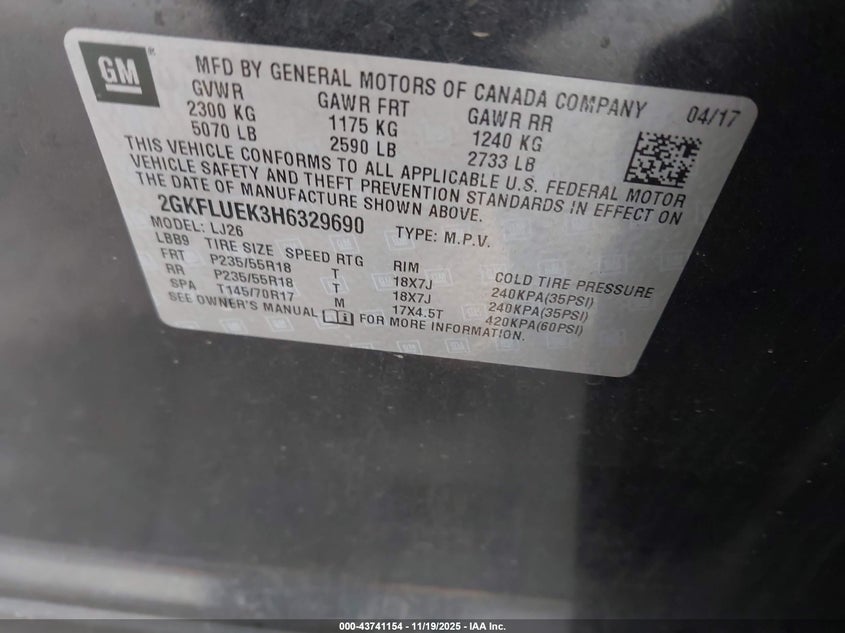 GM
MFD BY GENERAL MOTORS OF CANADA COMPANY 04/17
GVWR GAWR FRT GAWR RR
2300 KG 1175 KG 1240 KG
5070 LB 2590 LB 2733 LB
THIS VEHICLE CONFORMS TO ALL APPLICABLE U.S. FEDERAL MOTOR
VEHICLE SAFETY AND THEFT PREVENTION STANDARDS IN EFFECT ON
THE DATE OF MANUFACTURE SHOWN ABOVE.
2GKFLUEK3H6329690 TYPE: M.P.V.
MODEL: LJ26
LBB9 TIRE SIZE SPEED RTG RIM COLD TIRE PRESSURE
FRT P235/55R18 T 18X7J 240KPA(35PSI)
RR P235/55R18 T 18X7J 240KPA(35PSI)
SPA T145/70R17 M 17X4.5T 420KPA(60PSI)
SEE OWNER'S MANUAL FOR MORE INFORMATION.
000-43741154 - 11/19/2025 - IAA Inc.